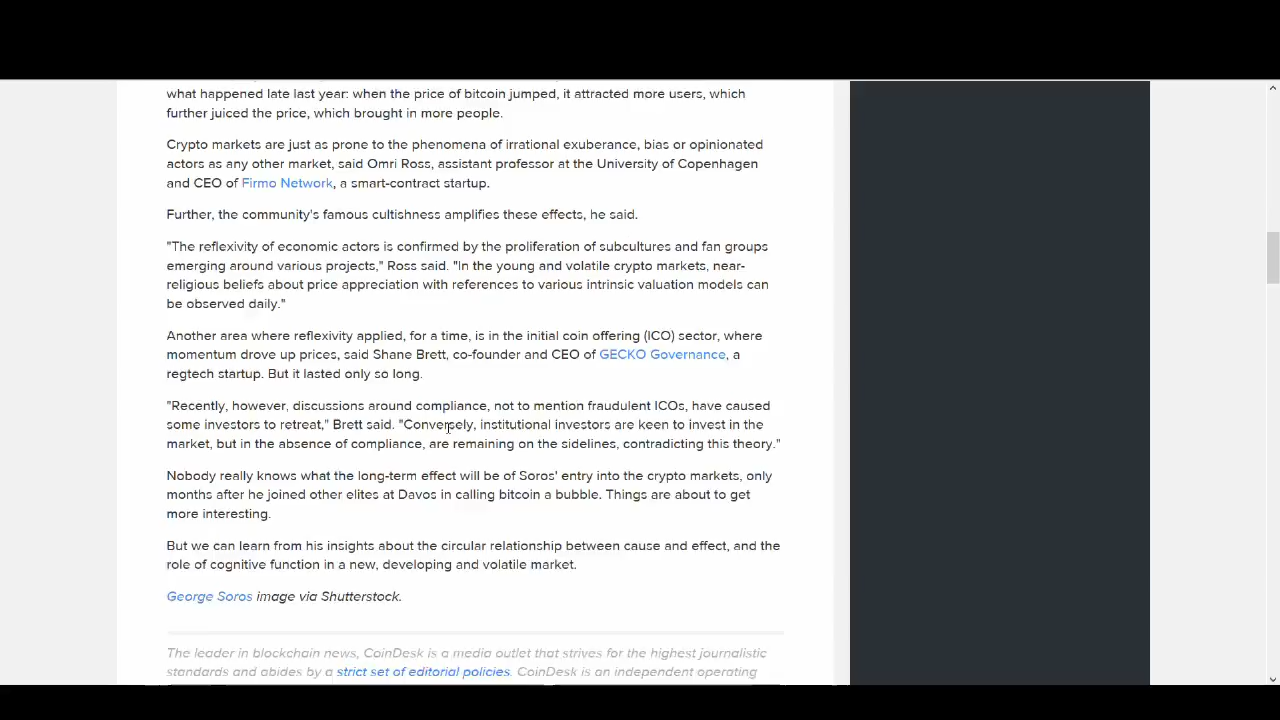 what happened late last year: when the price of bitcoin jumped, it attracted more users, which
further juiced the price, which brought in more people.
Crypto markets are just as prone to the phenomena of irrational exuberance, bias or opinionated
actors as any other market, said Omri Ross, assistant professor at the University of Copenhagen
and CEO of Firmo Network, a smart-contract startup.
Further, the community's famous cultishness amplifies these effects, he said.
"The reflexivity of economic actors is confirmed by the proliferation of subcultures and fan groups
emerging around various projects," Ross said. "In the young and volatile crypto markets, near-
religious beliefs about price appreciation with references to various intrinsic valuation models can
be observed daily."
Another area where reflexivity applied, for a time, is in the initial coin offering (ICO) sector, where
momentum drove up prices, said Shane Brett, co-founder and CEO of GECKO Governance, a
regtech startup. But it lasted only so long.
"Recently, however, discussions around compliance, not to mention fraudulent ICOs, have caused
some investors to retreat," Brett said. "Conversely, institutional investors are keen to invest in the
market, but in the absence of compliance, are remaining on the sidelines, contradicting this theory."
Nobody really knows what the long-term effect will be of Soros' entry into the crypto markets, only
months after he joined other elites at Davos in calling bitcoin a bubble. Things are about to get
more interesting.
But we can learn from his insights about the circular relationship between cause and effect, and the
role of cognitive function in a new, developing and volatile market.
George Soros image via Shutterstock.
The leader in blockchain news, CoinDesk is a media outlet that strives for the highest journalistic
standards and abides by a strict set of editorial policies. CoinDesk is an independent operating